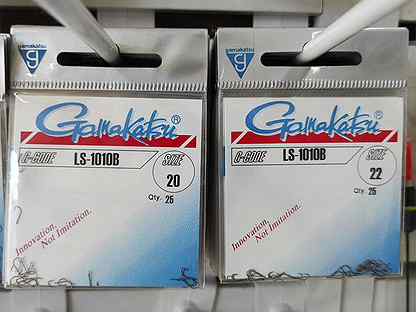 gamakatsu
Gamakatsu®
G-CODE LS-1010B SIZE
20
Qty. 25
Innovation,
Not Imitation.
gamakatsu
Gamakatsu®
G-CODE LS-1010B SIZE
22
Qty. 25
Innovation,
Not Imitation.